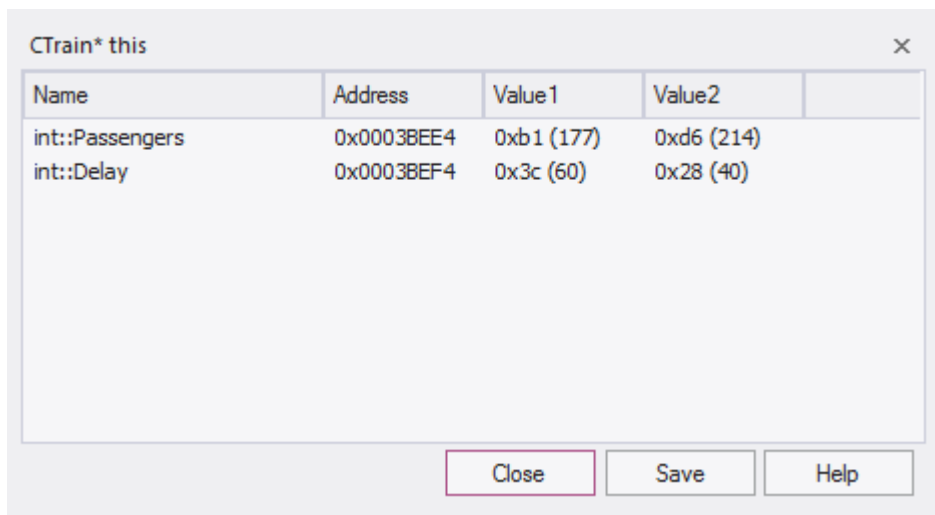 CTrain* this
Name Address Value1 Value2
int::Passengers 0x0003BEE4 0xb1 (177) 0xd6 (214)
int::Delay 0x0003BEF4 0x3c (60) 0x28 (40)
Close Save Help